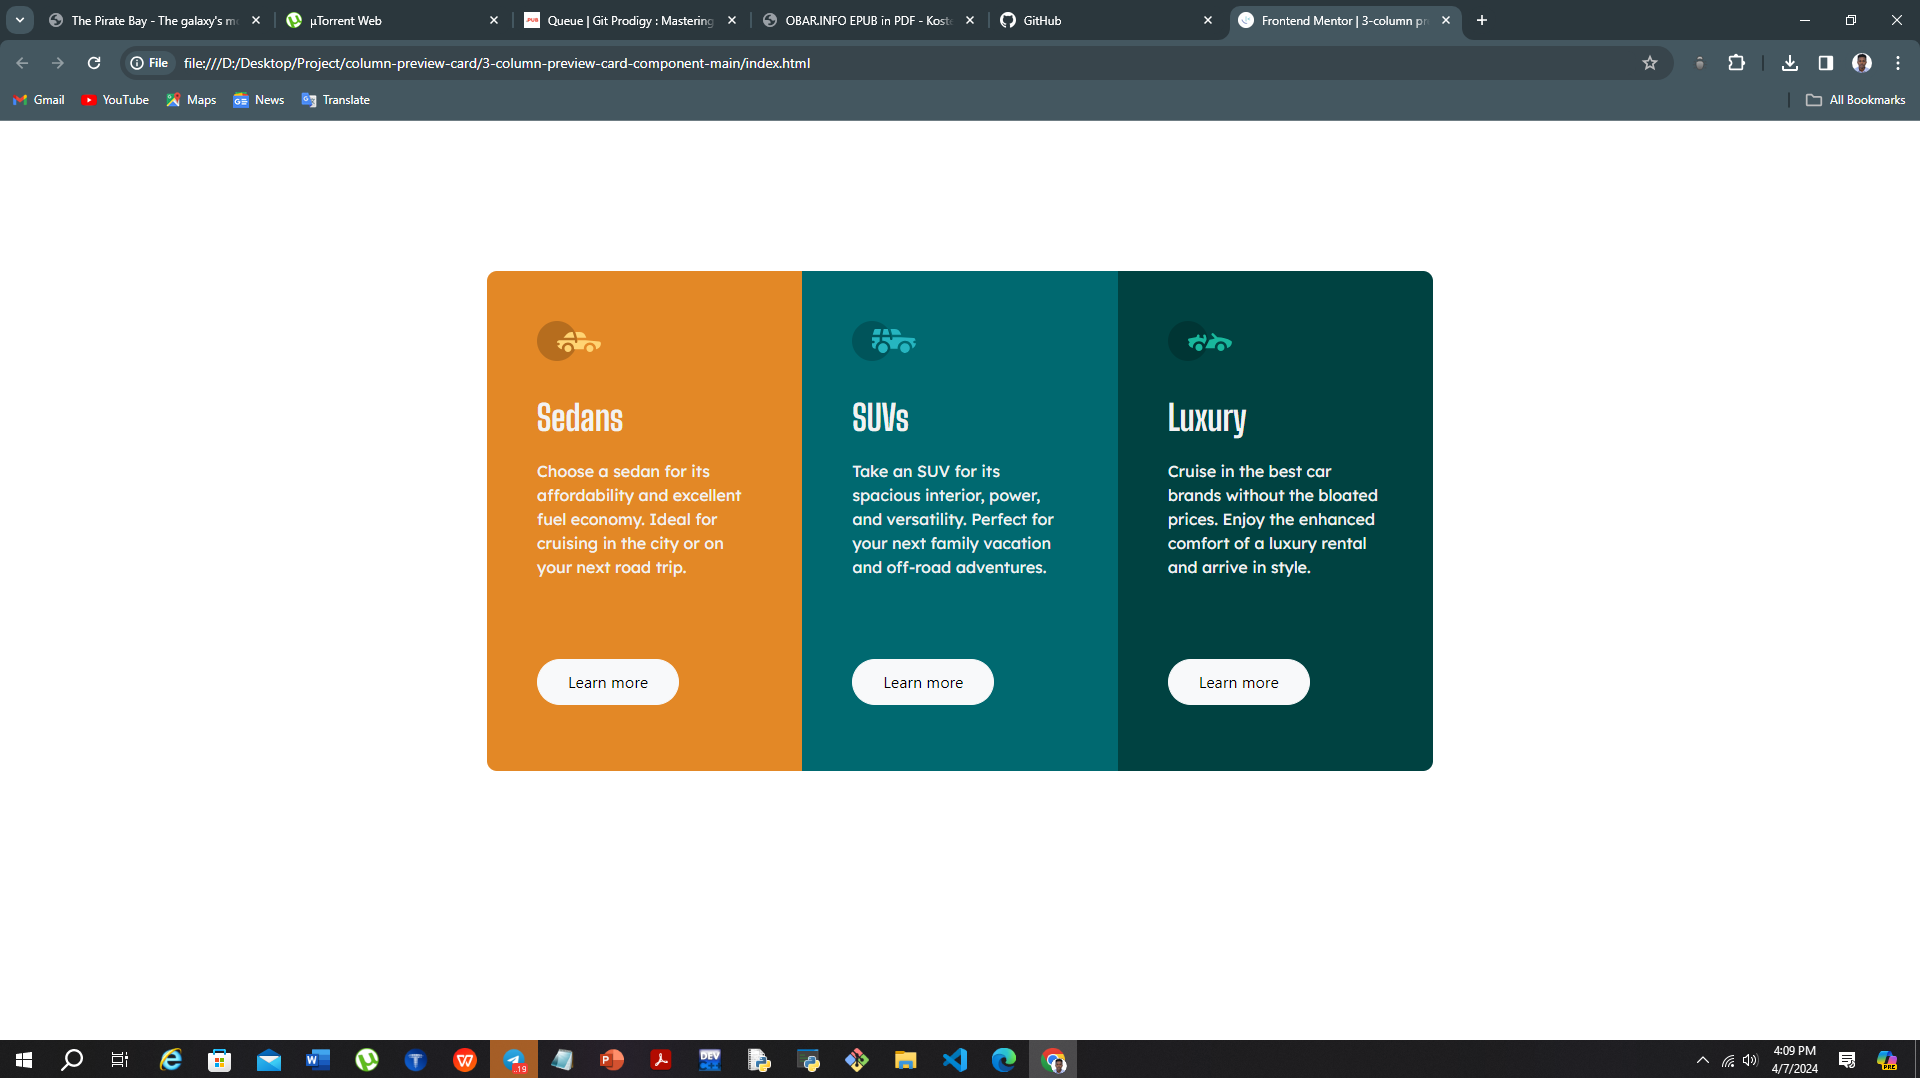 The Pirate Bay - The galaxy's mo
µTorrent Web
Queue | Git Prodigy : Mastering
OBAR.INFO EPUB in PDF - Koste
GitHub
Frontend Mentor | 3-column pr
File
file:///D:/Desktop/Project/column-preview-card/3-column-preview-card-component-main/index.html
Gmail
YouTube
Maps
News
Translate
All Bookmarks
Sedans
Choose a sedan for its
affordability and excellent
fuel economy. Ideal for
cruising in the city or on
your next road trip.
Learn more
SUVs
Take an SUV for its
spacious interior, power,
and versatility. Perfect for
your next family vacation
and off-road adventures.
Learn more
Luxury
Cruise in the best car
brands without the bloated
prices. Enjoy the enhanced
comfort of a luxury rental
and arrive in style.
Learn more
4:09 PM
4/7/2024